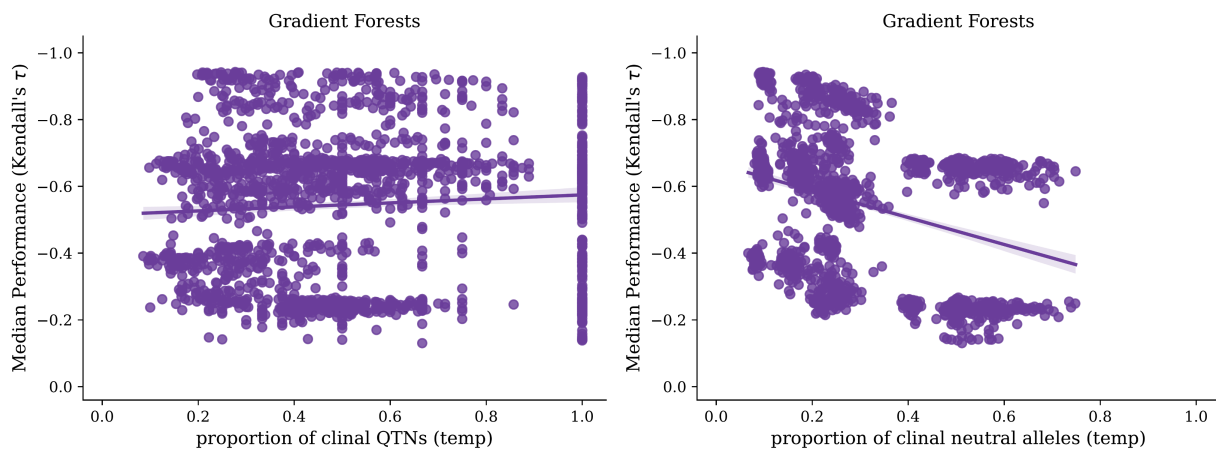 Gradient Forests
Median Performance (Kendall's τ)
−1.0
−0.8
−0.6
−0.4
−0.2
0.0
0.0 0.2 0.4 0.6 0.8 1.0
proportion of clinal QTNs (temp)
Gradient Forests
Median Performance (Kendall's τ)
−1.0
−0.8
−0.6
−0.4
−0.2
0.0
0.0 0.2 0.4 0.6 0.8 1.0
proportion of clinal neutral alleles (temp)